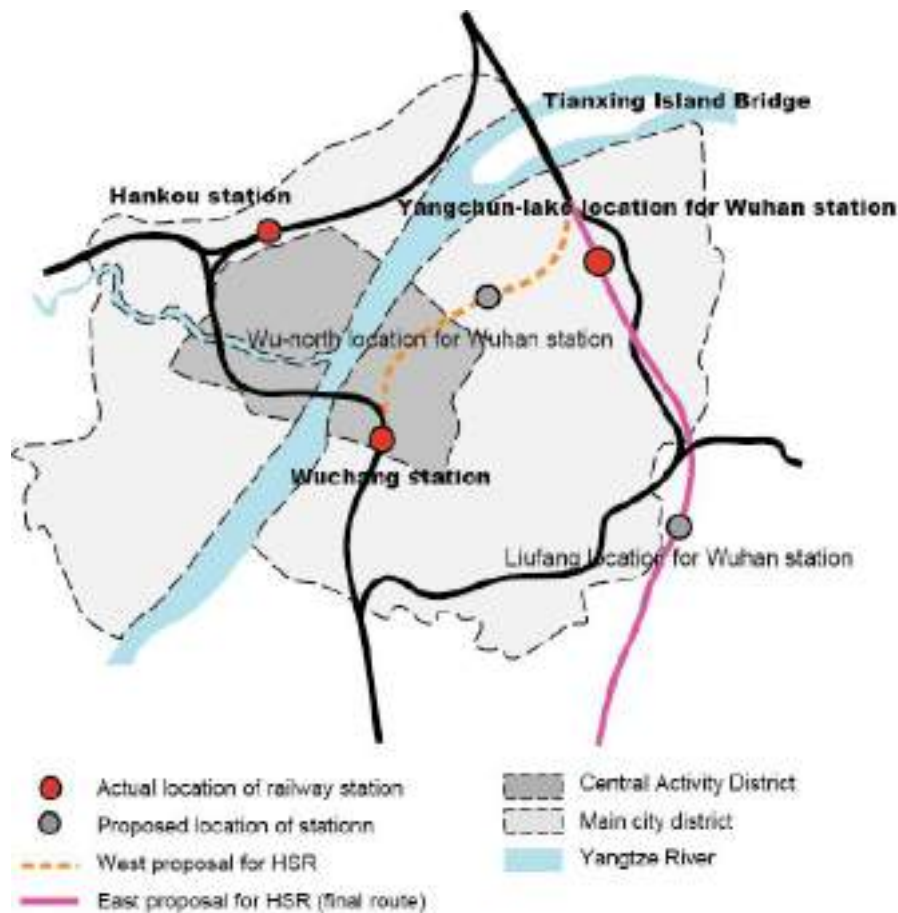 Tianxing Island Bridge
Hankou station
Yangchun-lake location for Wuhan station
Wu-north location for Wuhan station
Wuchang station
Liufang location for Wuhan station
Actual location of railway station
Proposed location of stationn
West proposal for HSR
East proposal for HSR (final route)
Central Activity District
Main city district
Yangtze River